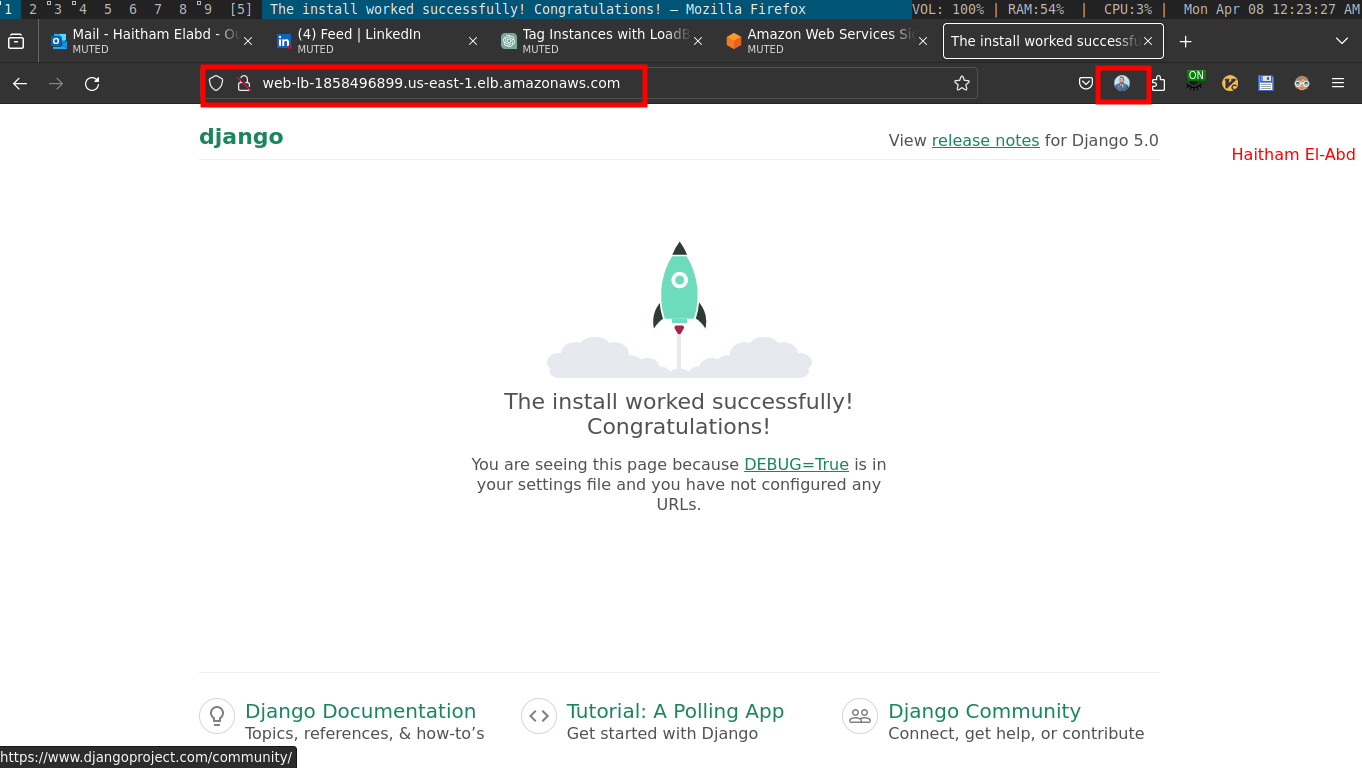 1 2 3 4 5 6 7 8 9 [5] The install worked successfully! Congratulations! — Mozilla Firefox VOL: 100% | RAM:54% | CPU:3% | Mon Apr 08 12:23:27 AM
Mail - Haitham Elabd - Ou
MUTED
(4) Feed | LinkedIn
MUTED
Tag Instances with LoadB
MUTED
Amazon Web Services Sig
MUTED
The install worked successfu
web-lb-1858496899.us-east-1.elb.amazonaws.com
ON
django
View release notes for Django 5.0
Haitham El-Abd
The install worked successfully!
Congratulations!
You are seeing this page because DEBUG=True is in
your settings file and you have not configured any
URLs.
Django Documentation
Topics, references, & how-to’s
Tutorial: A Polling App
Get started with Django
Django Community
Connect, get help, or contribute
https://www.djangoproject.com/community/